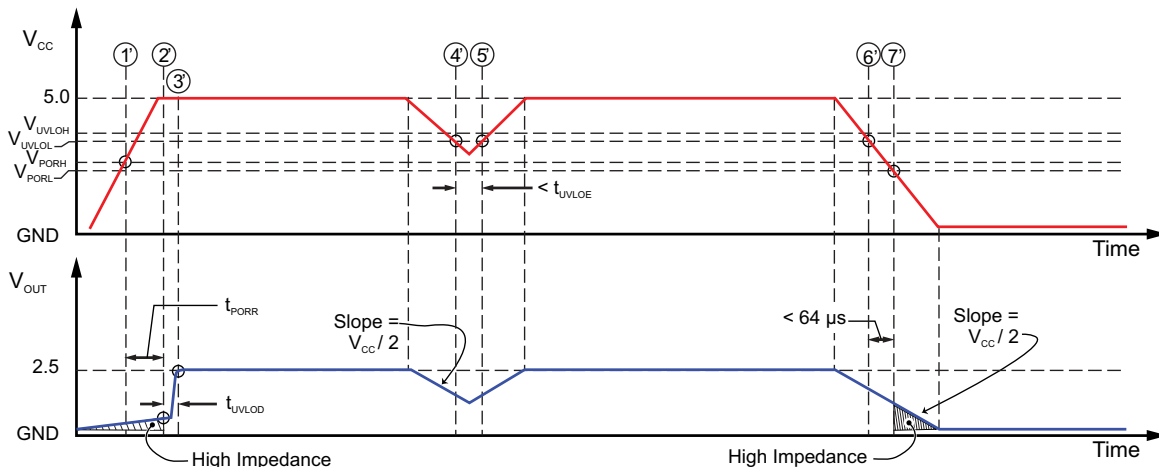 V_CC
1' 2' 3' 4' 5' 6' 7'
5.0
V_UVLOH
V_UVLOL
V_PORH
V_PORL
< t_UVLOE
GND
Time
V_OUT
t_PORR
Slope =
V_CC / 2
< 64 µs
Slope =
V_CC / 2
2.5
t_UVLOD
GND
Time
High Impedance
High Impedance